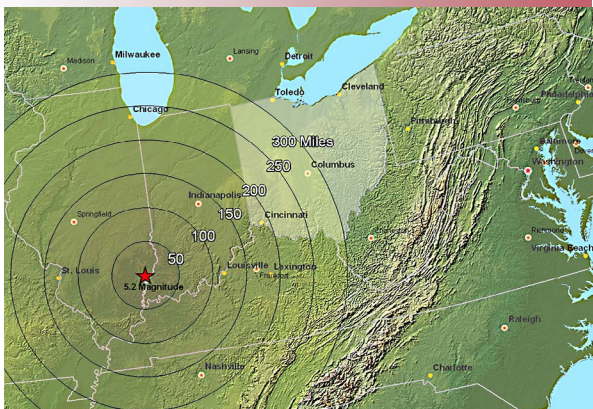 Milwaukee
Madison
Lansing
Detroit
Toledo
Cleveland
Chicago
Pittsburgh
Philadelphia
Baltimore
Washington
300 Miles
250
Columbus
200
Indianapolis
150
Springfield
Cincinnati
100
Richmond
Virginia Beach
50
St. Louis
Louisville
Lexington
Frankfort
5.2 Magnitude
Raleigh
Nashville
Charlotte